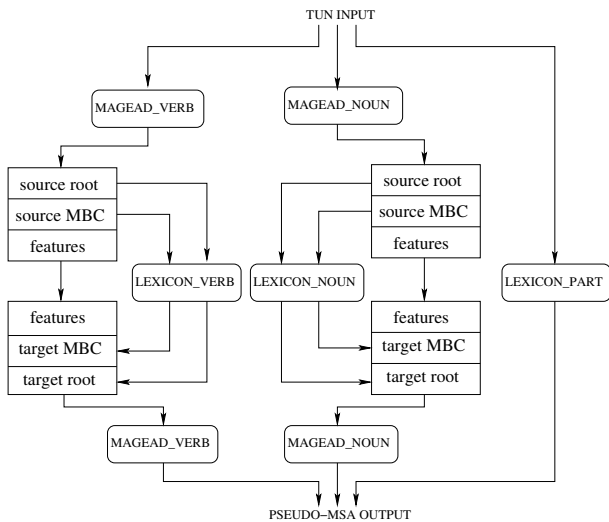 TUN INPUT
MAGEAD_VERB
MAGEAD_NOUN
source root
source MBC
features
source root
source MBC
features
LEXICON_VERB
LEXICON_NOUN
LEXICON_PART
features
target MBC
target root
features
target MBC
target root
MAGEAD_VERB
MAGEAD_NOUN
PSEUDO-MSA OUTPUT